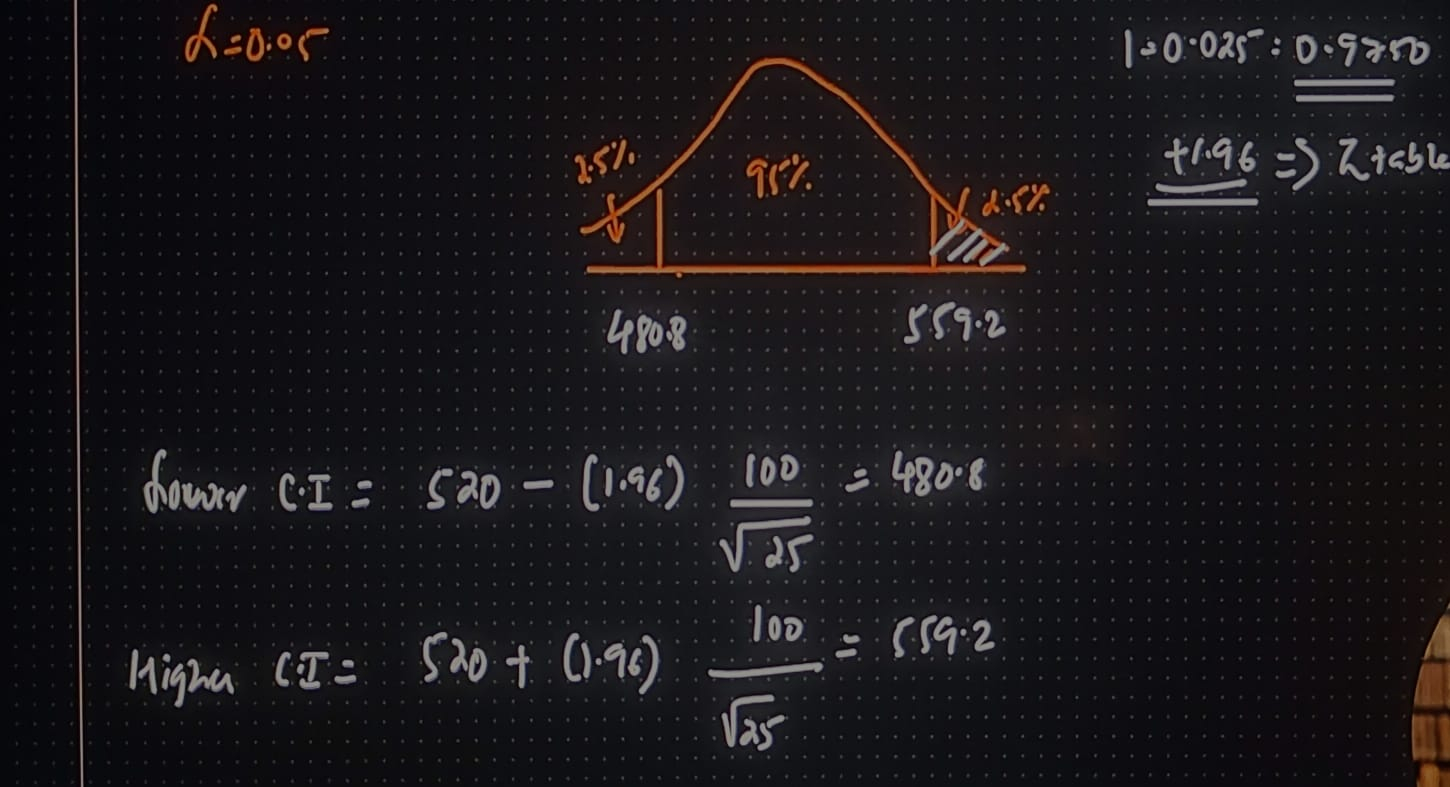 α=0.05
1-0.025 = 0.9750
+1.96 => Z table
2.5%
95%
2.5%
480.8
559.2
Lower C.I = 520 - (1.96) 100/√25 = 480.8
Higher C.I = 520 + (1.96) 100/√25 = 559.2